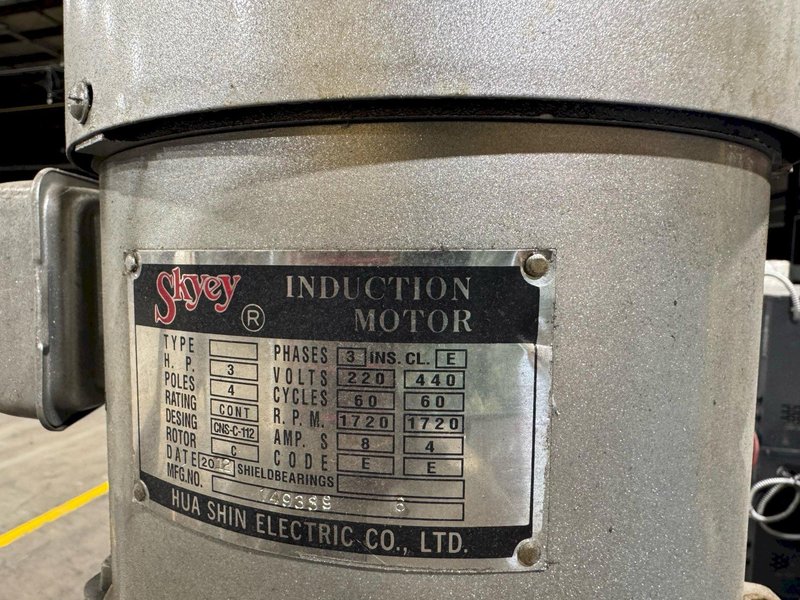 Skyey ® INDUCTION MOTOR
TYPE PHASES 3 INS. CL. E
H. P. 3 VOLTS 220 440
POLES 4 CYCLES 60 60
RATING CONT R. P. M. 1720 1720
DESING CNS-C-112 AMP. S 8 4
ROTOR C CODE E E
DATE SHIELDBEARINGS
MFG.NO.
HUA SHIN ELECTRIC CO., LTD.